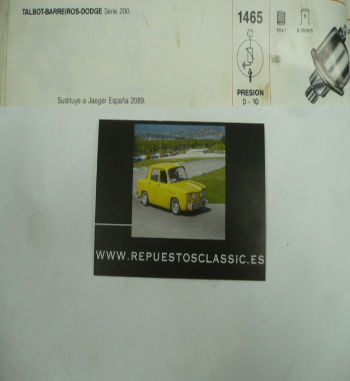 TALBOT-BARREIROS-DODGE Serie 200.
Sustituye a Jaeger España 2089.
1465
PRESION
0 - 10
WWW.REPUESTOSCLASSIC.ES